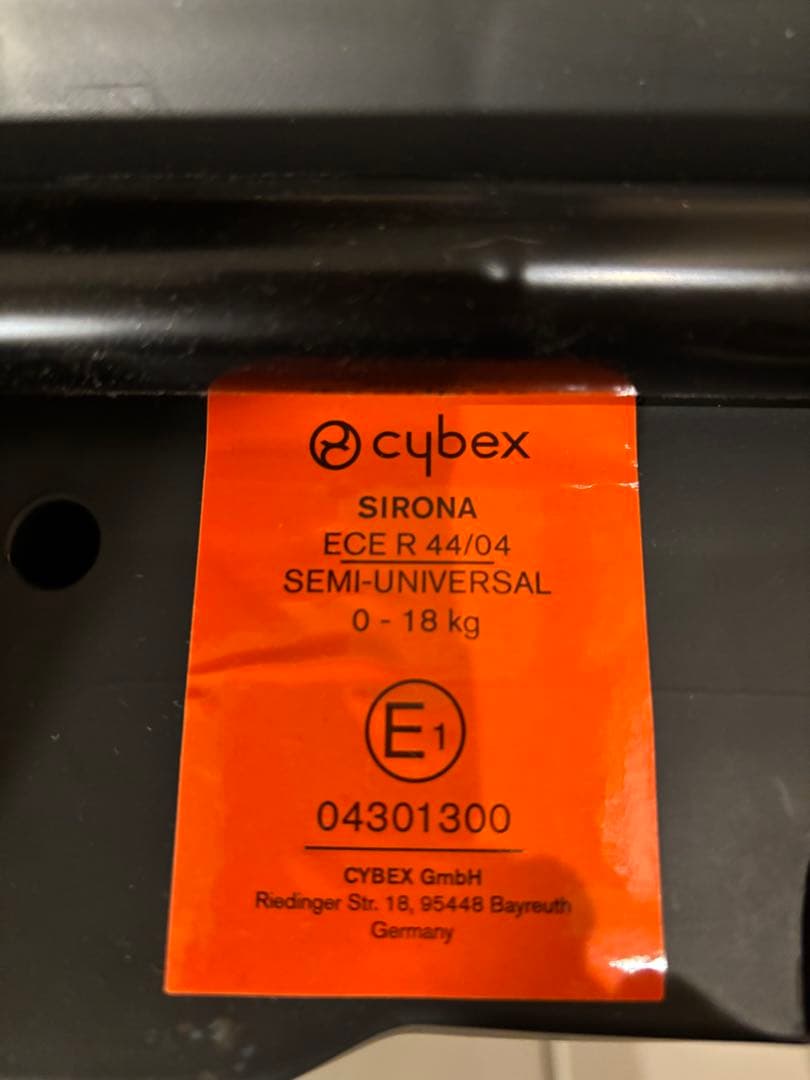 cybex
SIRONA
ECE R 44/04
SEMI-UNIVERSAL
0 - 18 kg
E1
04301300
CYBEX GmbH
Riedinger Str. 18, 95448 Bayreuth
Germany